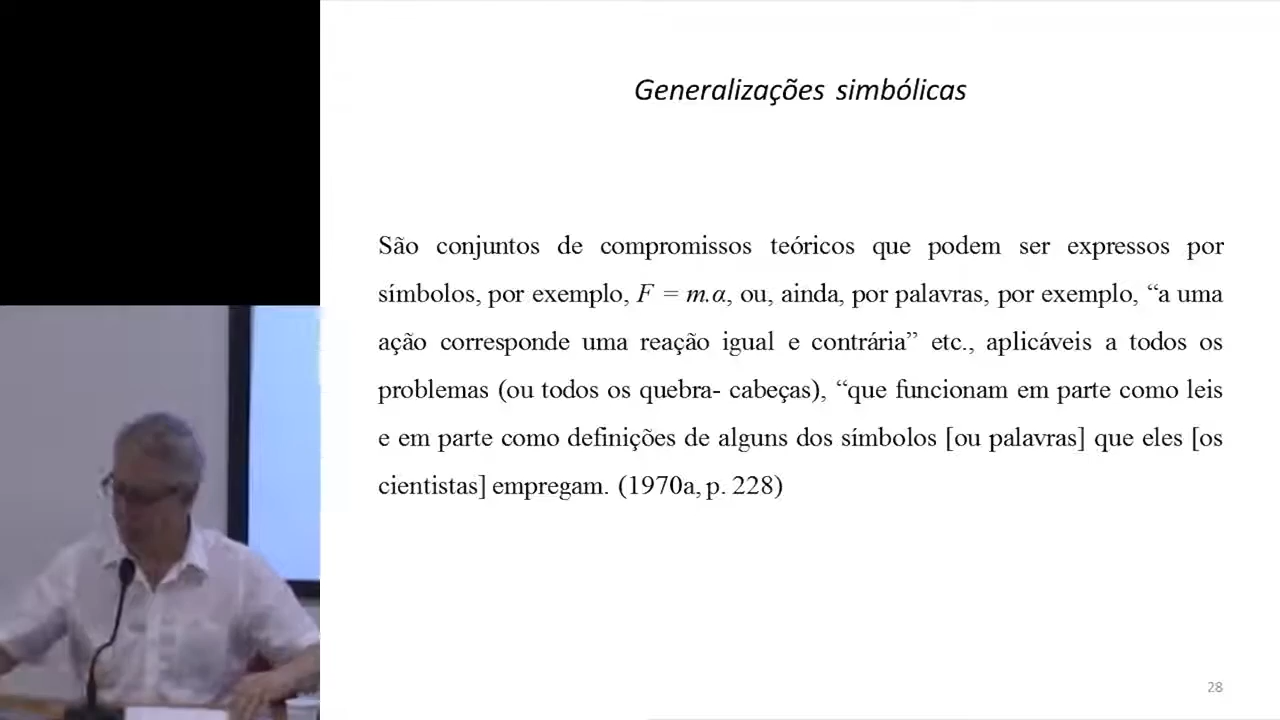 Generalizações simbólicas
São conjuntos de compromissos teóricos que podem ser expressos por
símbolos, por exemplo, F = m.α, ou, ainda, por palavras, por exemplo, “a uma
ação corresponde uma reação igual e contrária” etc., aplicáveis a todos os
problemas (ou todos os quebra- cabeças), “que funcionam em parte como leis
e em parte como definições de alguns dos símbolos [ou palavras] que eles [os
cientistas] empregam. (1970a, p. 228)
28